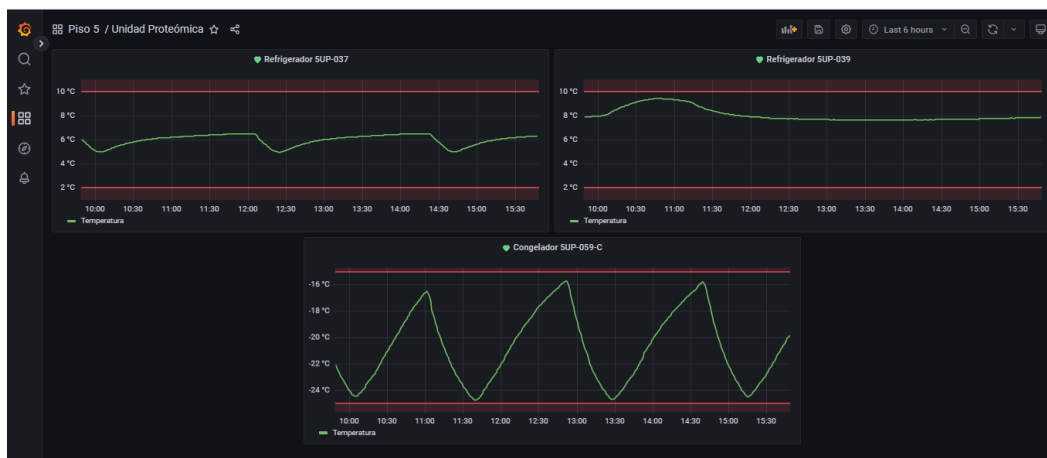 Piso 5 / Unidad Proteómica
Last 6 hours
Refrigerador 5UP-037
10 °C
8 °C
6 °C
4 °C
2 °C
10:00 10:30 11:00 11:30 12:00 12:30 13:00 13:30 14:00 14:30 15:00 15:30
Temperatura
Refrigerador 5UP-039
10 °C
8 °C
6 °C
4 °C
2 °C
10:00 10:30 11:00 11:30 12:00 12:30 13:00 13:30 14:00 14:30 15:00 15:30
Temperatura
Congelador 5UP-059-C
-16 °C
-18 °C
-20 °C
-22 °C
-24 °C
10:00 10:30 11:00 11:30 12:00 12:30 13:00 13:30 14:00 14:30 15:00 15:30
Temperatura